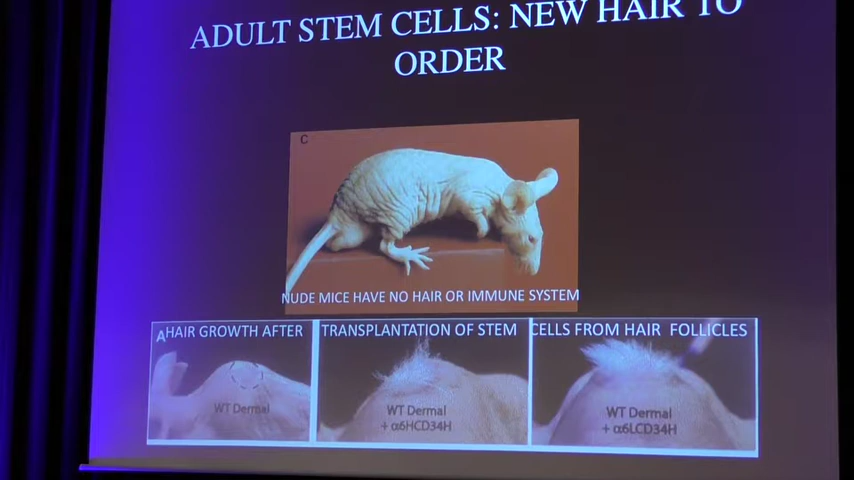 ADULT STEM CELLS: NEW HAIR TO
ORDER
C
NUDE MICE HAVE NO HAIR OR IMMUNE SYSTEM
A HAIR GROWTH AFTER TRANSPLANTATION OF STEM CELLS FROM HAIR FOLLICLES
WT Dermal
WT Dermal
+ α6HCD34H
WT Dermal
+ α6LCD34H